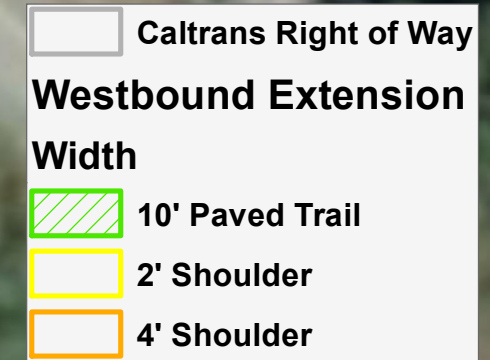 Caltrans Right of Way
Westbound Extension
Width
10' Paved Trail
2' Shoulder
4' Shoulder